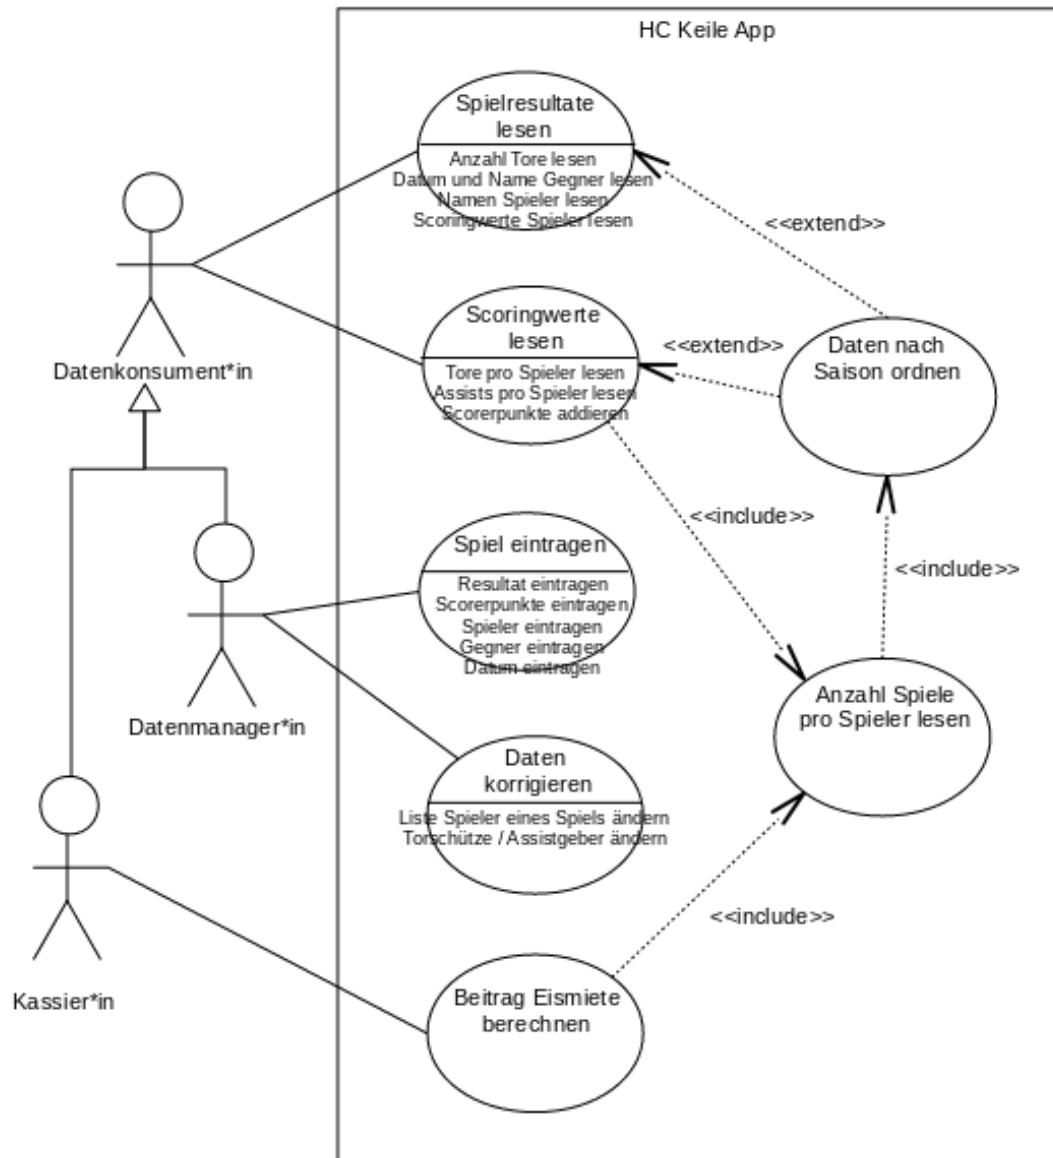 HC Keile App
Spielresultate
lesen
Anzahl Tore lesen
Datum und Name Gegner lesen
Namen Spieler lesen
Scoringwerte Spieler lesen
<<extend>>
Datenkonsument*in
Scoringwerte
lesen
Tore pro Spieler lesen
Assists pro Spieler lesen
Scorerpunkte addieren
<<extend>>
Daten nach
Saison ordnen
<<include>>
<<include>>
Spiel eintragen
Resultat eintragen
Scorerpunkte eintragen
Spieler eintragen
Gegner eintragen
Datum eintragen
Datenmanager*in
Anzahl Spiele
pro Spieler lesen
Daten
korrigieren
Liste Spieler eines Spiels ändern
Torschütze / Assistgeber ändern
<<include>>
Kassier*in
Beitrag Eismiete
berechnen